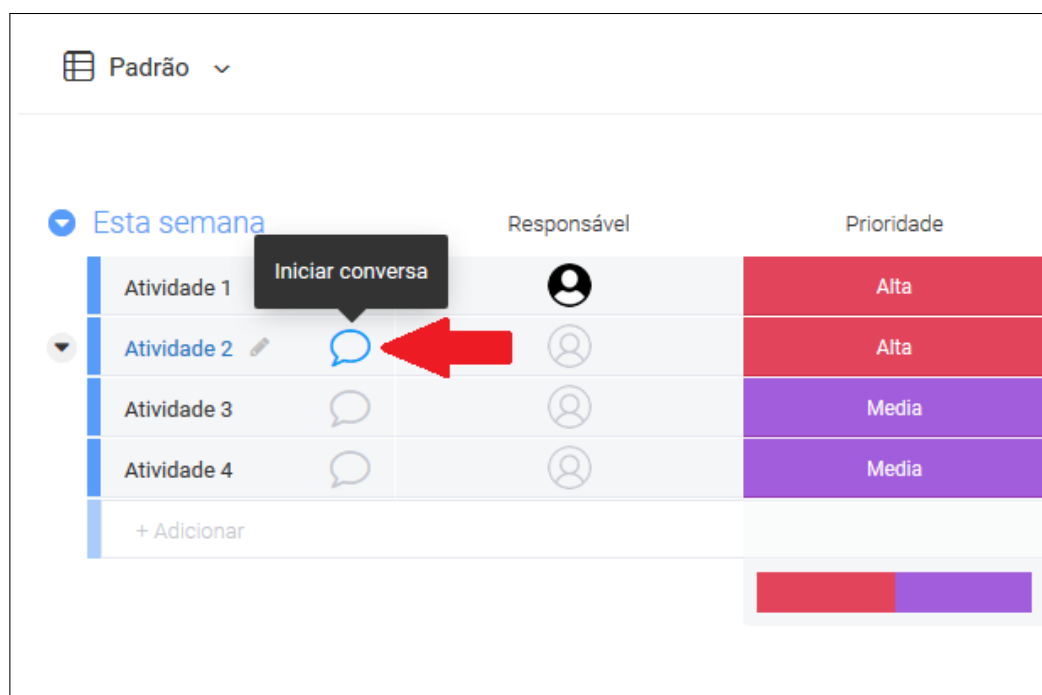 Padrão
Esta semana
Responsável
Prioridade
Iniciar conversa
Atividade 1
Alta
Atividade 2
Alta
Atividade 3
Media
Atividade 4
Media
+ Adicionar